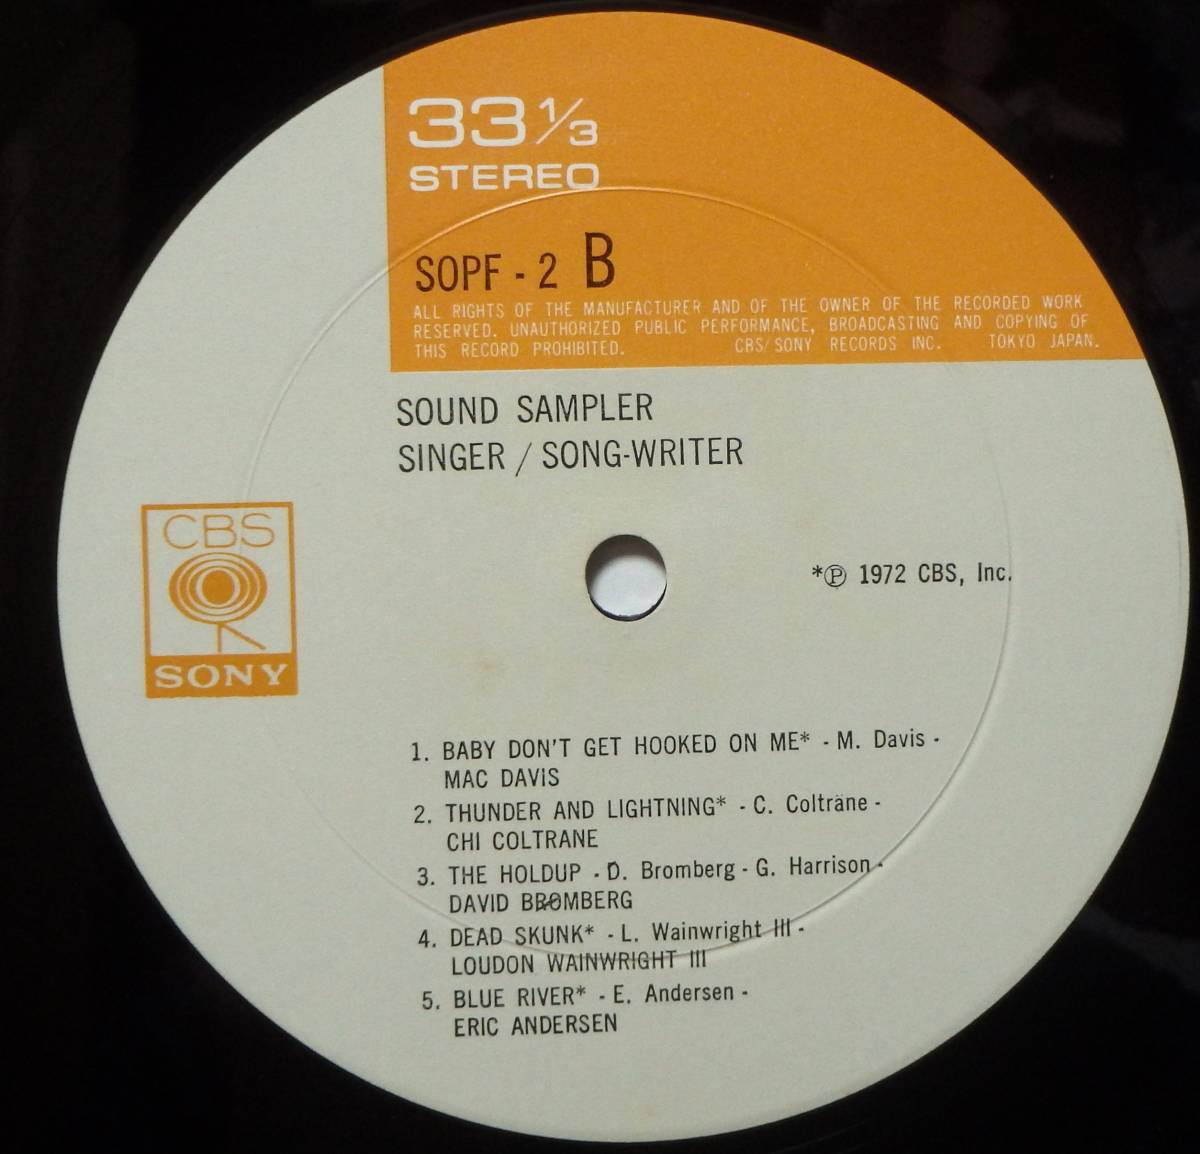 33 1/3
STEREO
SOPF - 2 B
ALL RIGHTS OF THE MANUFACTURER AND OF THE OWNER OF THE RECORDED WORK
RESERVED. UNAUTHORIZED PUBLIC PERFORMANCE, BROADCASTING AND COPYING OF
THIS RECORD PROHIBITED. CBS/SONY RECORDS INC. TOKYO JAPAN.
SOUND SAMPLER
SINGER / SONG-WRITER
CBS
SONY
*Ⓟ 1972 CBS, Inc.
1. BABY DON'T GET HOOKED ON ME* - M. Davis -
MAC DAVIS
2. THUNDER AND LIGHTNING* - C. Coltrane -
CHI COLTRANE
3. THE HOLDUP - D. Bromberg - G. Harrison -
DAVID BROMBERG
4. DEAD SKUNK* - L. Wainwright III -
LOUDON WAINWRIGHT III
5. BLUE RIVER* - E. Andersen -
ERIC ANDERSEN